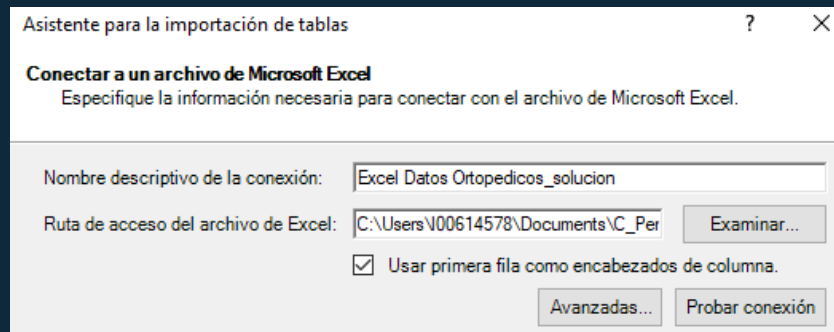 Asistente para la importación de tablas ? X
Conectar a un archivo de Microsoft Excel
Especifique la información necesaria para conectar con el archivo de Microsoft Excel.
Nombre descriptivo de la conexión: Excel Datos Ortopedicos_solucion
Ruta de acceso del archivo de Excel: C:\Users\I00614578\Documents\C_Per Examinar...
Usar primera fila como encabezados de columna.
Avanzadas... Probar conexión